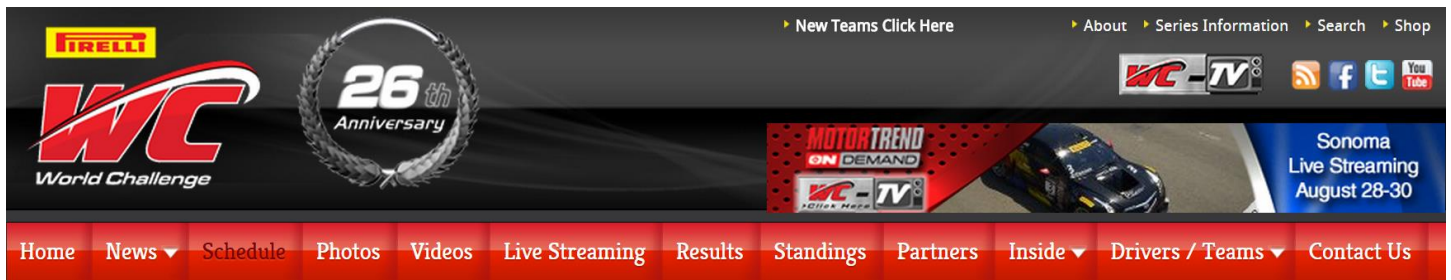 New Teams Click Here
About
Series Information
Search
Shop
PIRELLI
WC
World Challenge
26th
Anniversary
WC-TV
You
Tube
MOTOR TREND
ON DEMAND
WC-TV
>Click Here
Sonoma
Live Streaming
August 28-30
Home
News
Schedule
Photos
Videos
Live Streaming
Results
Standings
Partners
Inside
Drivers / Teams
Contact Us